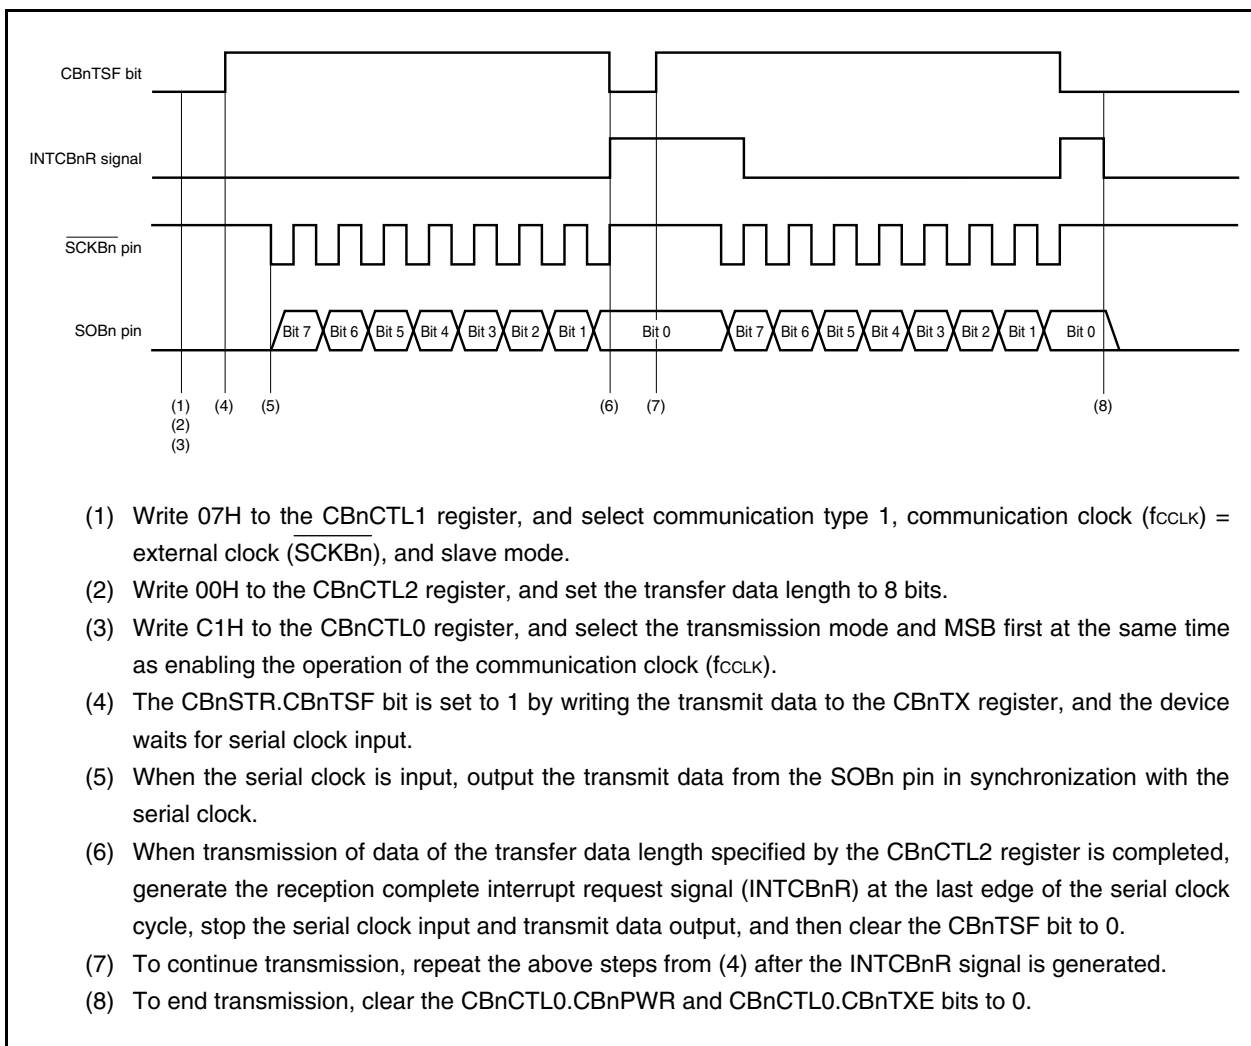 CBnTSF bit
INTCBnR signal
SCKBn pin
SOBn pin
Bit 7 Bit 6 Bit 5 Bit 4 Bit 3 Bit 2 Bit 1 Bit 0 Bit 7 Bit 6 Bit 5 Bit 4 Bit 3 Bit 2 Bit 1 Bit 0
(1) (4) (5) (6) (7) (8)
(2)
(3)
(1) Write 07H to the CBnCTL1 register, and select communication type 1, communication clock (fCCLK) =
external clock (SCKBn), and slave mode.
(2) Write 00H to the CBnCTL2 register, and set the transfer data length to 8 bits.
(3) Write C1H to the CBnCTL0 register, and select the transmission mode and MSB first at the same time
as enabling the operation of the communication clock (fCCLK).
(4) The CBnSTR.CBnTSF bit is set to 1 by writing the transmit data to the CBnTX register, and the device
waits for serial clock input.
(5) When the serial clock is input, output the transmit data from the SOBn pin in synchronization with the
serial clock.
(6) When transmission of data of the transfer data length specified by the CBnCTL2 register is completed,
generate the reception complete interrupt request signal (INTCBnR) at the last edge of the serial clock
cycle, stop the serial clock input and transmit data output, and then clear the CBnTSF bit to 0.
(7) To continue transmission, repeat the above steps from (4) after the INTCBnR signal is generated.
(8) To end transmission, clear the CBnCTL0.CBnPWR and CBnCTL0.CBnTXE bits to 0.